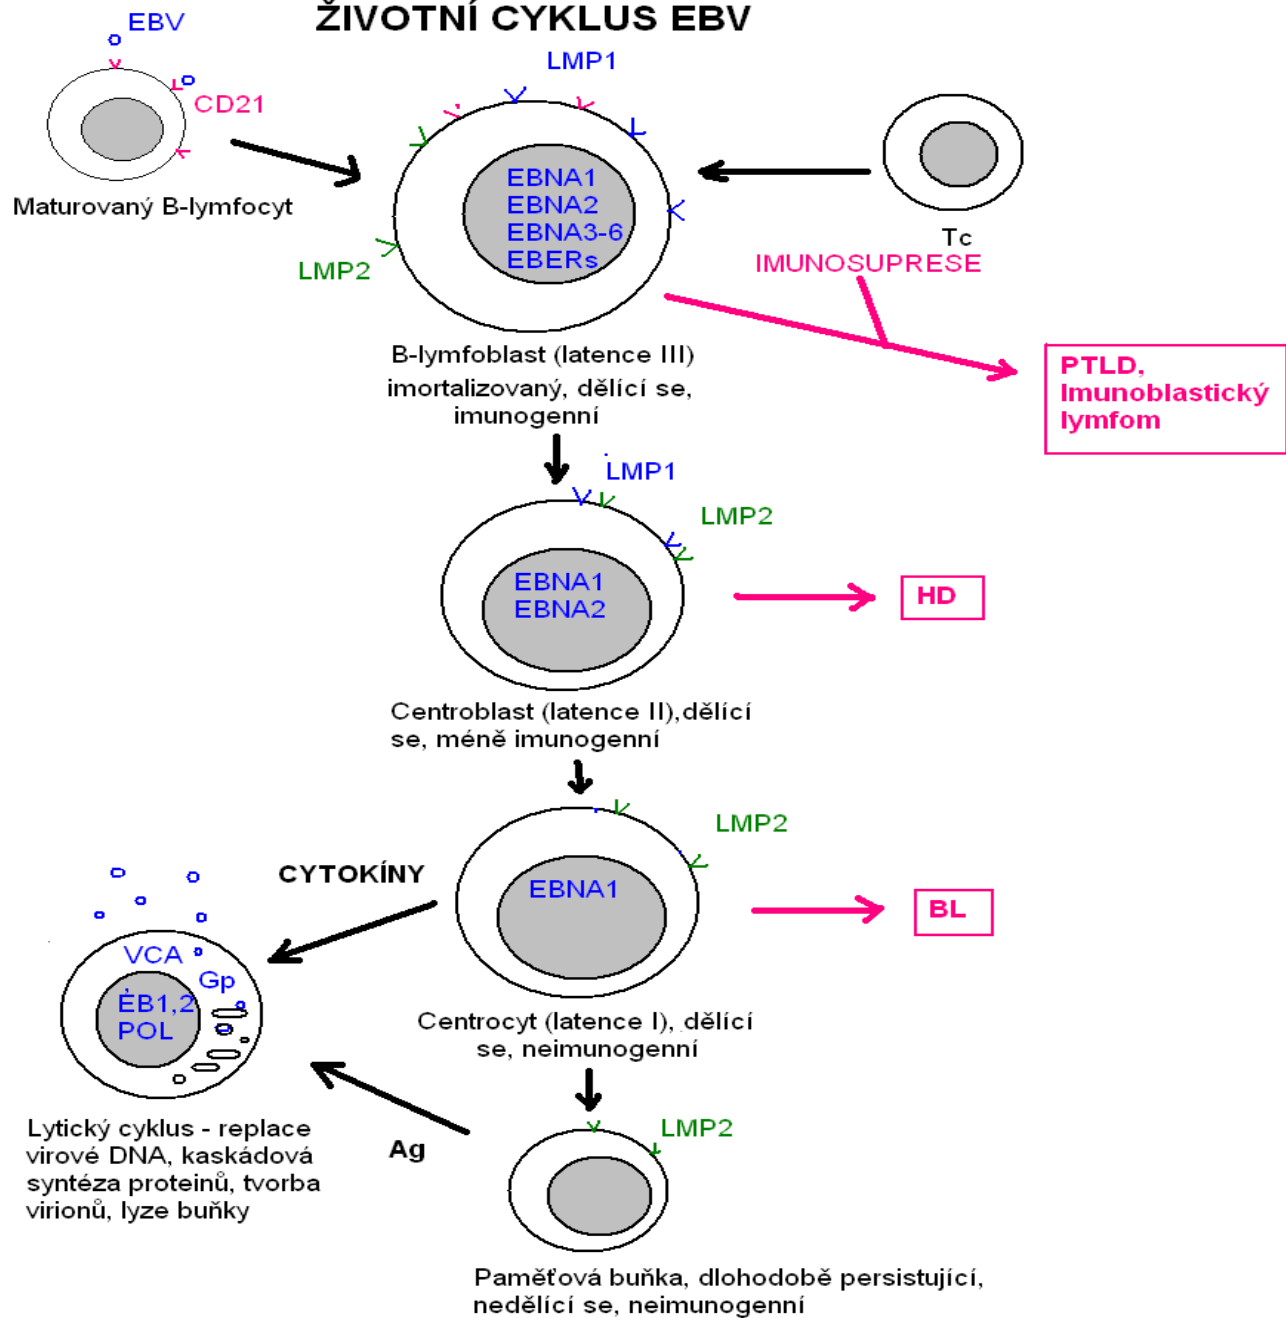 ŽIVOTNÍ CYKLUS EBV
EBV
CD21
Maturovaný B-lymfocyt
LMP1
LMP2
EBNA1
EBNA2
EBNA3-6
EBERs
Tc
IMUNOSUPRESE
B-lymfoblast (latence III)
imortalizovaný, dělící se,
imunogenní
PTLD,
Imunoblastický
lymfom
LMP1
LMP2
EBNA1
EBNA2
HD
Centroblast (latence II),dělící
se, méně imunogenní
LMP2
EBNA1
BL
CYTOKÍNY
Centrocyt (latence I), dělící
se, neimunogenní
VCA
Gp
EB1,2
POL
Lytický cyklus - replace
virové DNA, kaskádová
syntéza proteinů, tvorba
virionů, lyze buňky
Ag
LMP2
Paměťová buňka, dlohodobě persistující,
nedělící se, neimunogenní